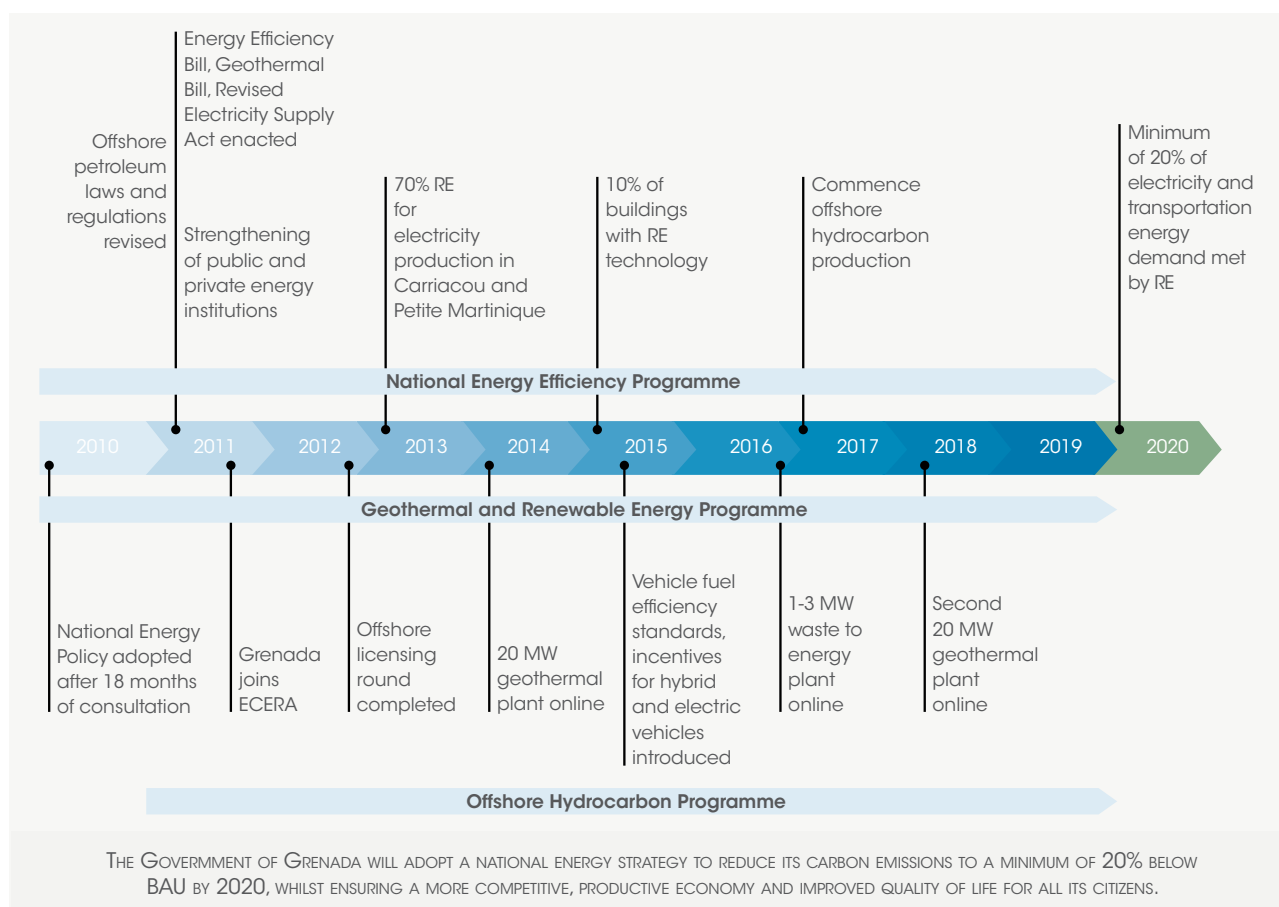 Energy Efficiency
Bill, Geothermal
Bill, Revised
Electricity Supply
Act enacted
Offshore
petroleum
laws and
regulations
revised
Strengthening
of public and
private energy
institutions
70% RE
for
electricity
production in
Carriacou and
Petite Martinique
10% of
buildings
with RE
technology
Commence
offshore
hydrocarbon
production
Minimum
of 20% of
electricity and
transportation
energy
demand met
by RE
National Energy Efficiency Programme
2010 2011 2012 2013 2014 2015 2016 2017 2018 2019 2020
Geothermal and Renewable Energy Programme
National Energy
Policy adopted
after 18 months
of consultation
Grenada
joins
ECERA
Offshore
licensing
round
completed
20 MW
geothermal
plant online
Vehicle fuel
efficiency
standards,
incentives
for hybrid
and electric
vehicles
introduced
1-3 MW
waste to
energy
plant
online
Second
20 MW
geothermal
plant
online
Offshore Hydrocarbon Programme
The Govermment of Grenada will adopt a national energy strategy to reduce its carbon emissions to a minimum of 20% below
BAU by 2020, whilst ensuring a more competitive, productive economy and improved quality of life for all its citizens.